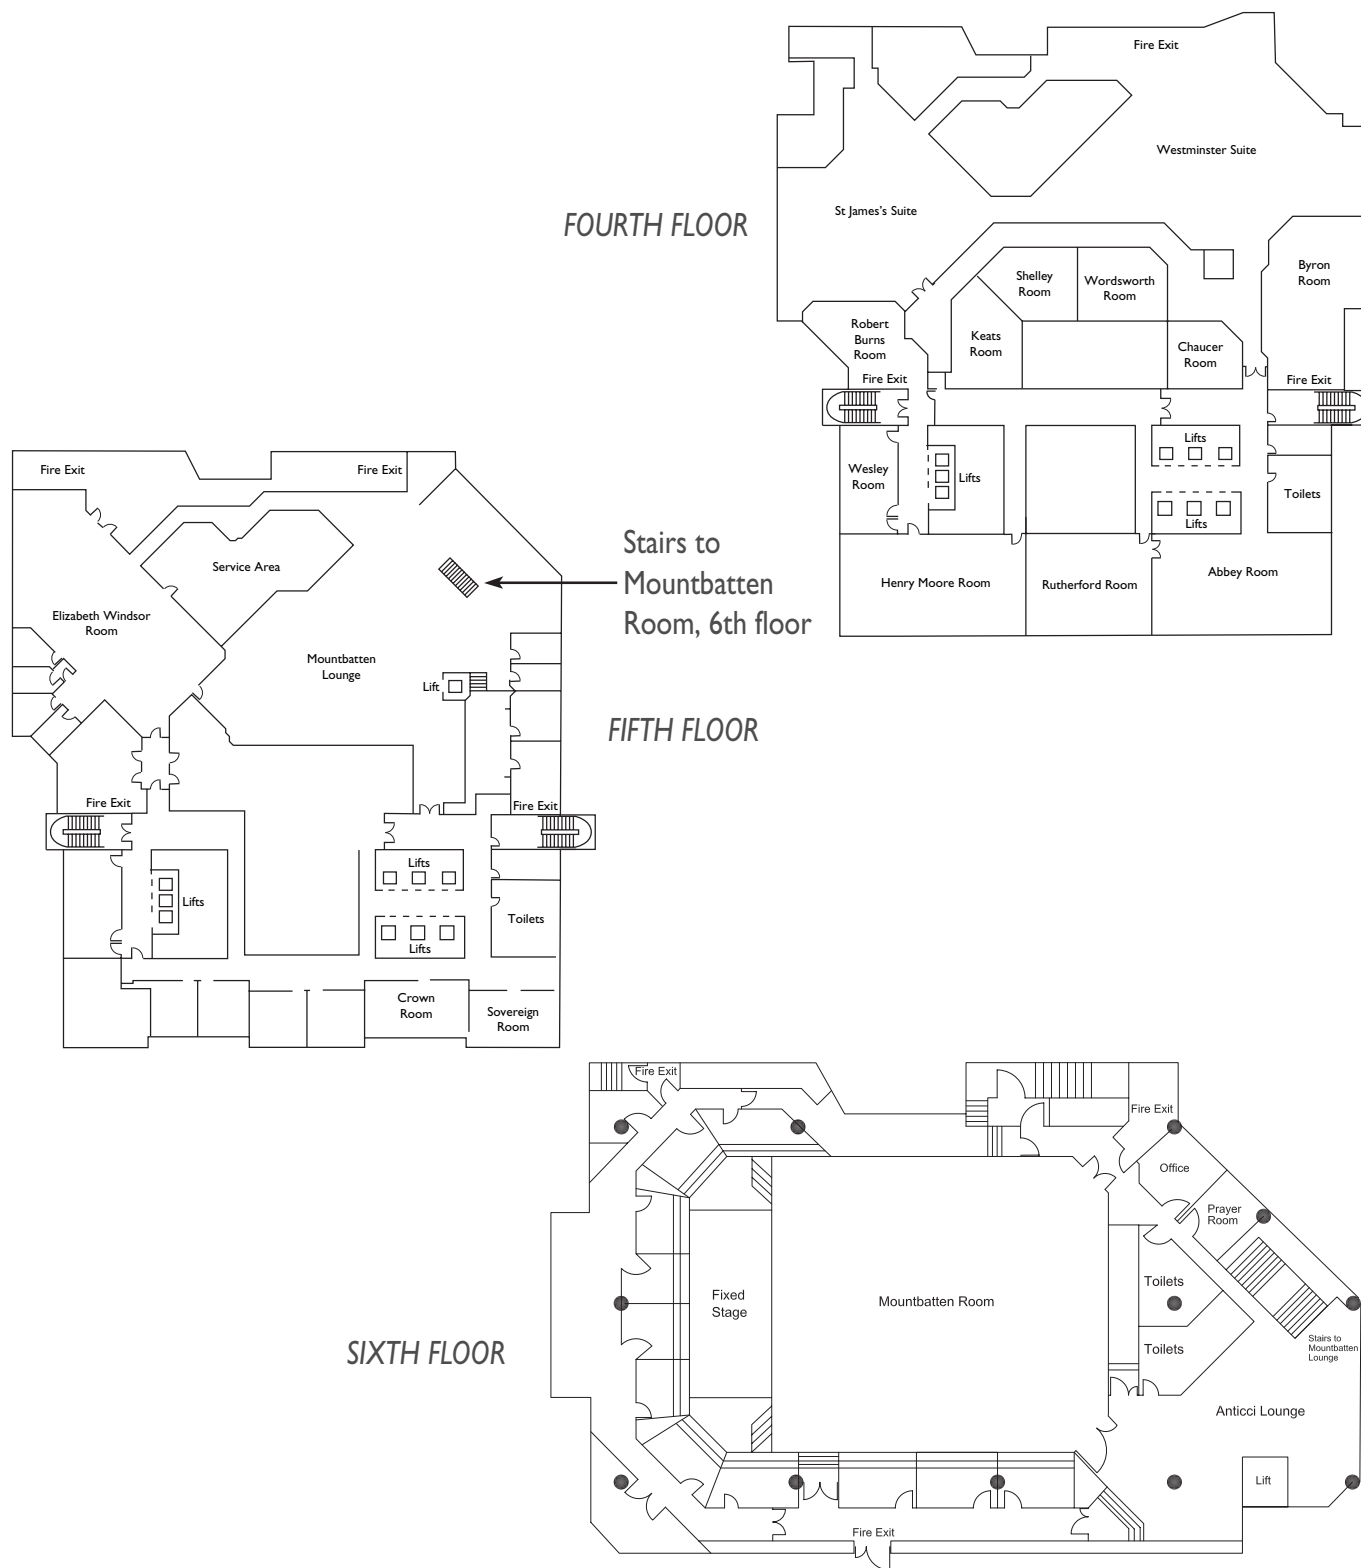 FOURTH FLOOR
Fire Exit
Westminster Suite
St James's Suite
Byron
Room
Shelley
Room
Wordsworth
Room
Robert
Burns
Room
Keats
Room
Chaucer
Room
Fire Exit
Fire Exit
Wesley
Room
Lifts
Lifts
Lifts
Toilets
Henry Moore Room
Rutherford Room
Abbey Room
FIFTH FLOOR
Fire Exit
Fire Exit
Service Area
Stairs to
Mountbatten
Room, 6th floor
Elizabeth Windsor
Room
Mountbatten
Lounge
Lift
Fire Exit
Fire Exit
Lifts
Lifts
Lifts
Toilets
Crown
Room
Sovereign
Room
SIXTH FLOOR
Fire Exit
Fire Exit
Office
Prayer
Room
Fixed
Stage
Mountbatten Room
Toilets
Toilets
Stairs to
Mountbatten
Lounge
Anticci Lounge
Lift
Fire Exit